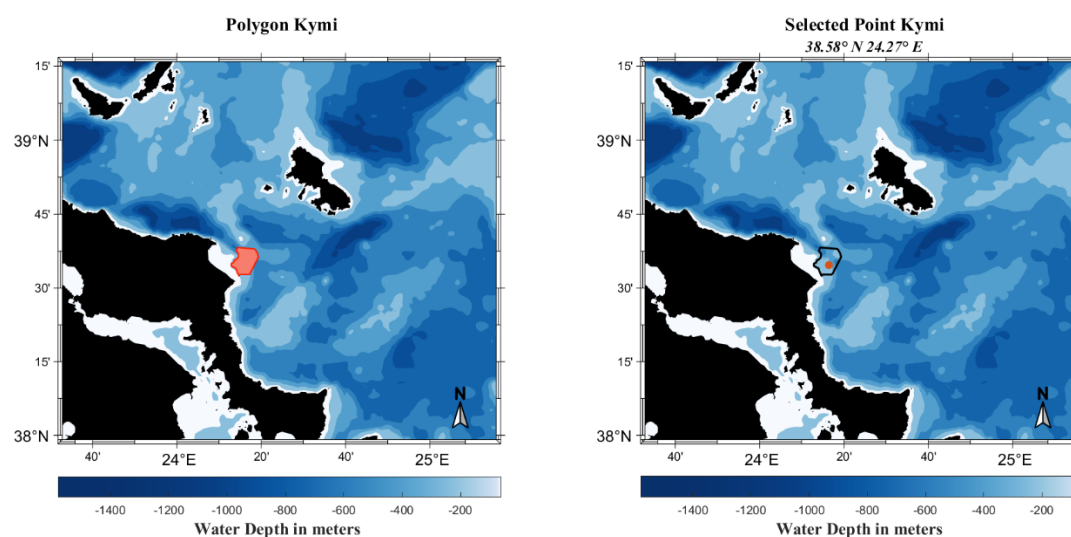 Polygon Kymi
15'
39°N
45'
30'
15'
38°N
N
40'
24°E
20'
40'
25°E
-1400 -1200 -1000 -800 -600 -400 -200
Water Depth in meters
Selected Point Kymi
38.58° N 24.27° E
15'
39°N
45'
30'
15'
38°N
N
40'
24°E
20'
40'
25°E
-1400 -1200 -1000 -800 -600 -400 -200
Water Depth in meters